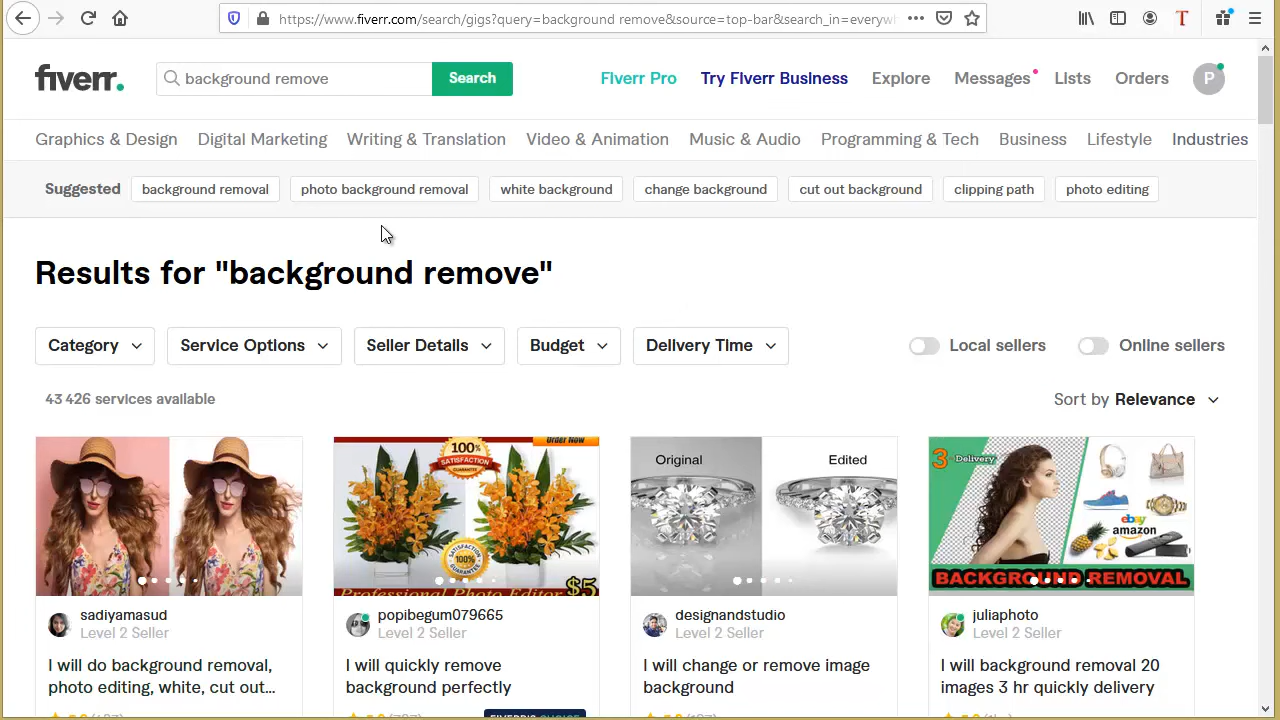 https://www.fiverr.com/search/gigs?query=background remove&source=top-bar&search_in=everyw
T
fiverr.
background remove
Search
Fiverr Pro
Try Fiverr Business
Explore
Messages
Lists
Orders
P
Graphics & Design
Digital Marketing
Writing & Translation
Video & Animation
Music & Audio
Programming & Tech
Business
Lifestyle
Industries
Suggested
background removal
photo background removal
white background
change background
cut out background
clipping path
photo editing
Results for "background remove"
Category
Service Options
Seller Details
Budget
Delivery Time
Local sellers
Online sellers
43 426 services available
Sort by Relevance
100%
SATISFACTION
GUARANTEE
Order Now
100%
$5
Professional Photo Editor
Original
Edited
3 Delivery
ebay
amazon
BACKGROUND REMOVAL
sadiyamasud
Level 2 Seller
I will do background removal,
photo editing, white, cut out...
popibegum079665
Level 2 Seller
I will quickly remove
background perfectly
designandstudio
Level 2 Seller
I will change or remove image
background
juliaphoto
Level 2 Seller
I will background removal 20
images 3 hr quickly delivery